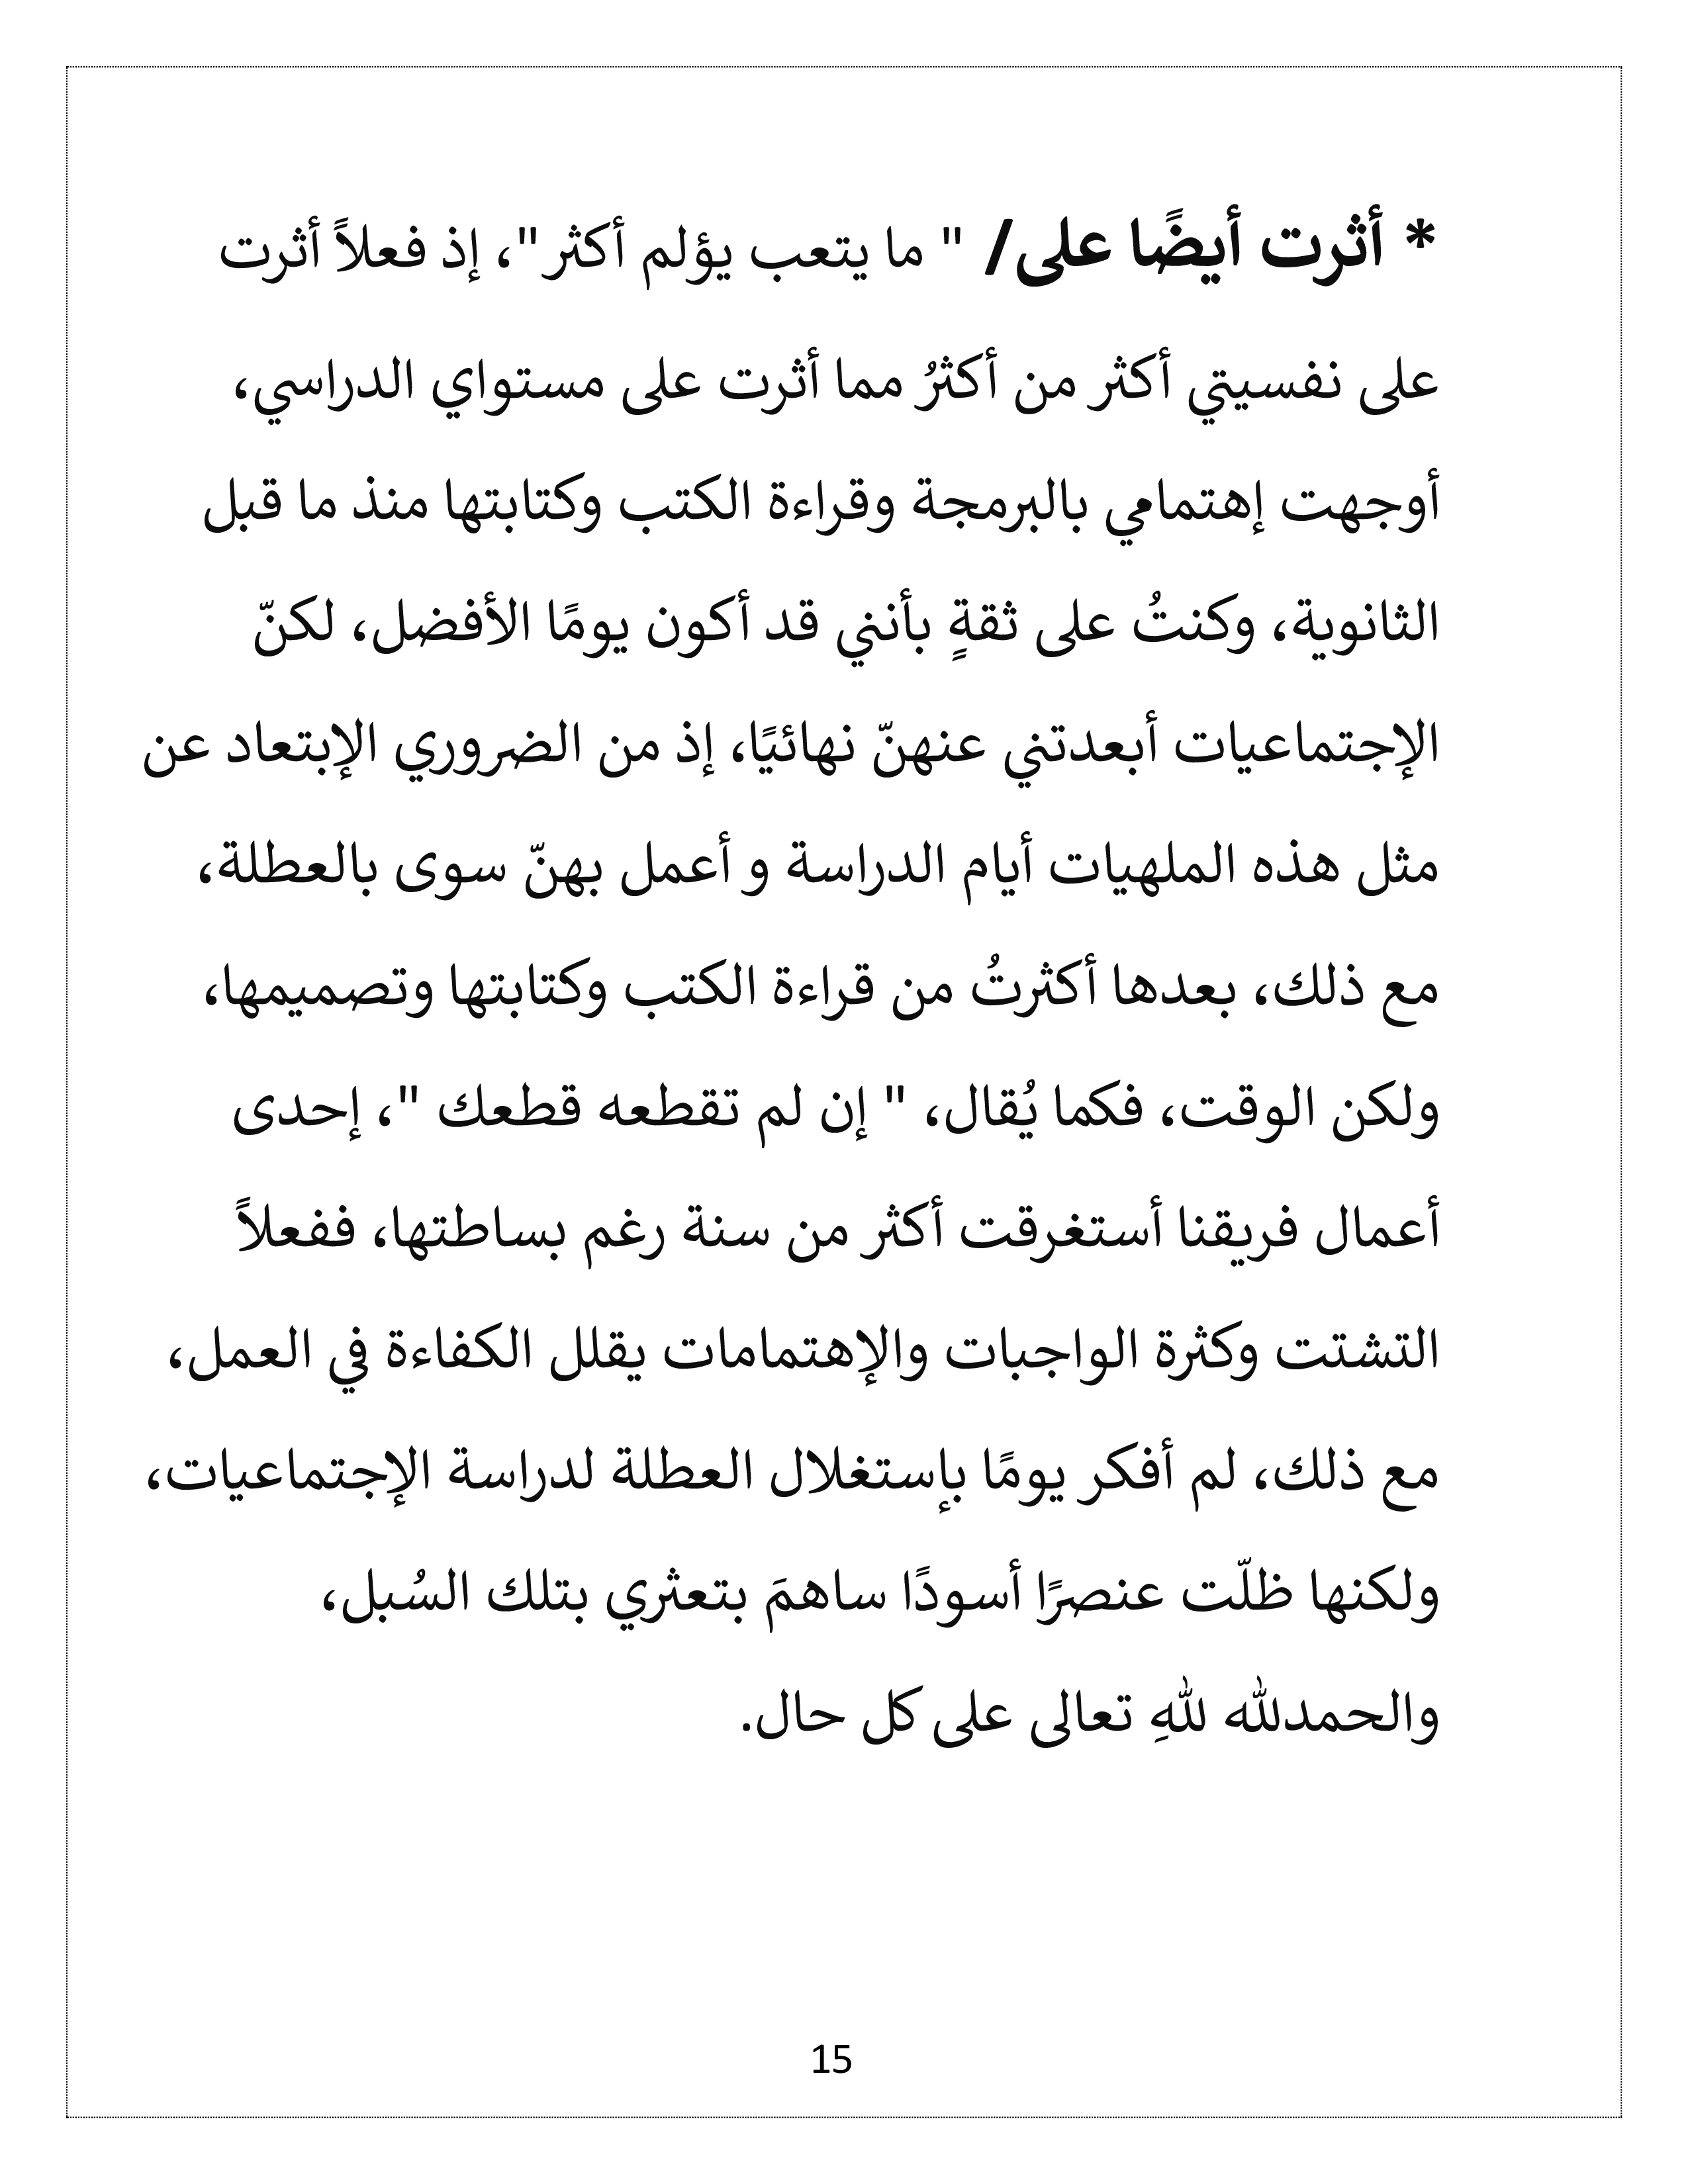 * أثرت أيضًا على/ " ما يتعب يؤلم أكثر"، إذ فعلاً أثرت
على نفسيتي أكثر من أكثرُ مما أثرت على مستواي الدراسي،
أوجهت إهتمامي بالبرمجة وقراءة الكتب وكتابتها منذ ما قبل
الثانوية، وكنتُ على ثقةٍ بأنني قد أكون يومًا الأفضل، لكنّ
الإجتماعيات أبعدتني عنهنّ نهائيًا، إذ من الضروري الإبتعاد عن
مثل هذه الملهيات أيام الدراسة و أعمل بهنّ سوى بالعطلة،
مع ذلك، بعدها أكثرتُ من قراءة الكتب وكتابتها وتصميمها،
ولكن الوقت، فكما يُقال، " إن لم تقطعه قطعك "، إحدى
أعمال فريقنا أستغرقت أكثر من سنة رغم بساطتها، ففعلاً
التشتت وكثرة الواجبات والإهتمامات يقلل الكفاءة في العمل،
مع ذلك، لم أفكر يومًا بإستغلال العطلة لدراسة الإجتماعيات،
ولكنها ظلّت عنصرًا أسودًا ساهمَ بتعثري بتلك السُبل،
والحمدلله للهِ تعالى على كل حال.
15